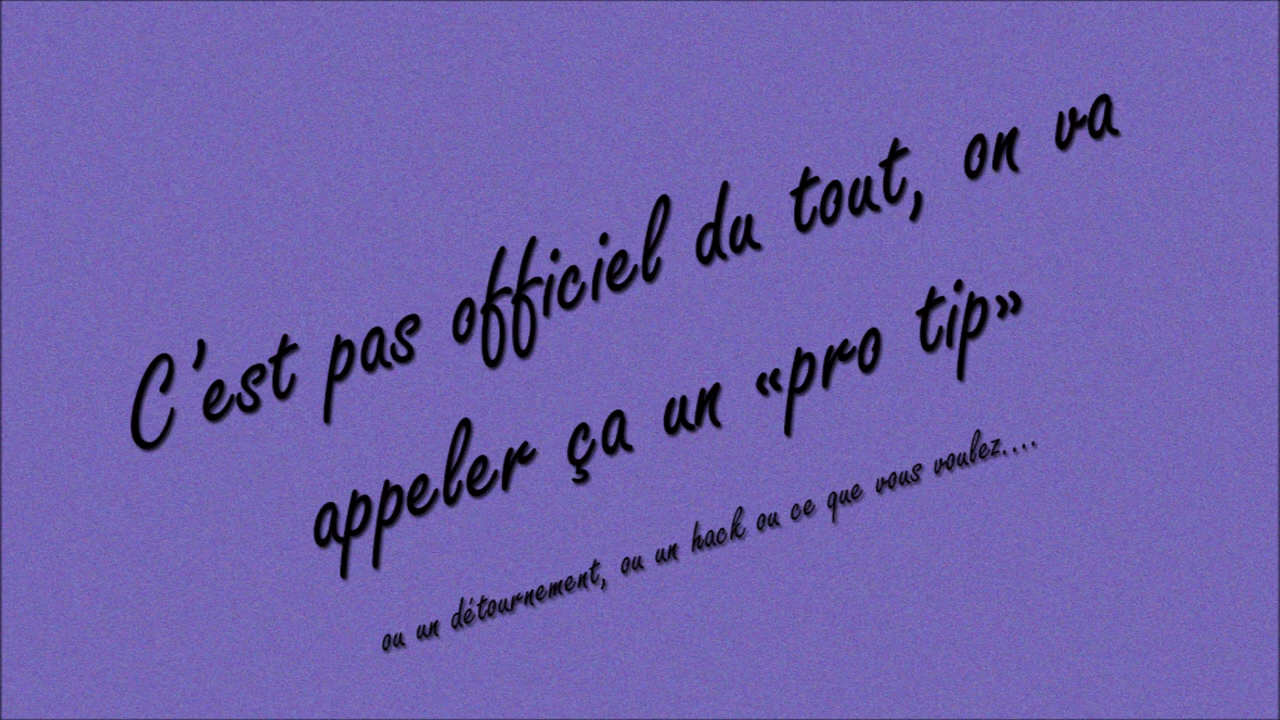 C'est pas officiel du tout, on va
appeler ça un «pro tip»
ou un détournement, ou un hack ou ce que vous voulez....